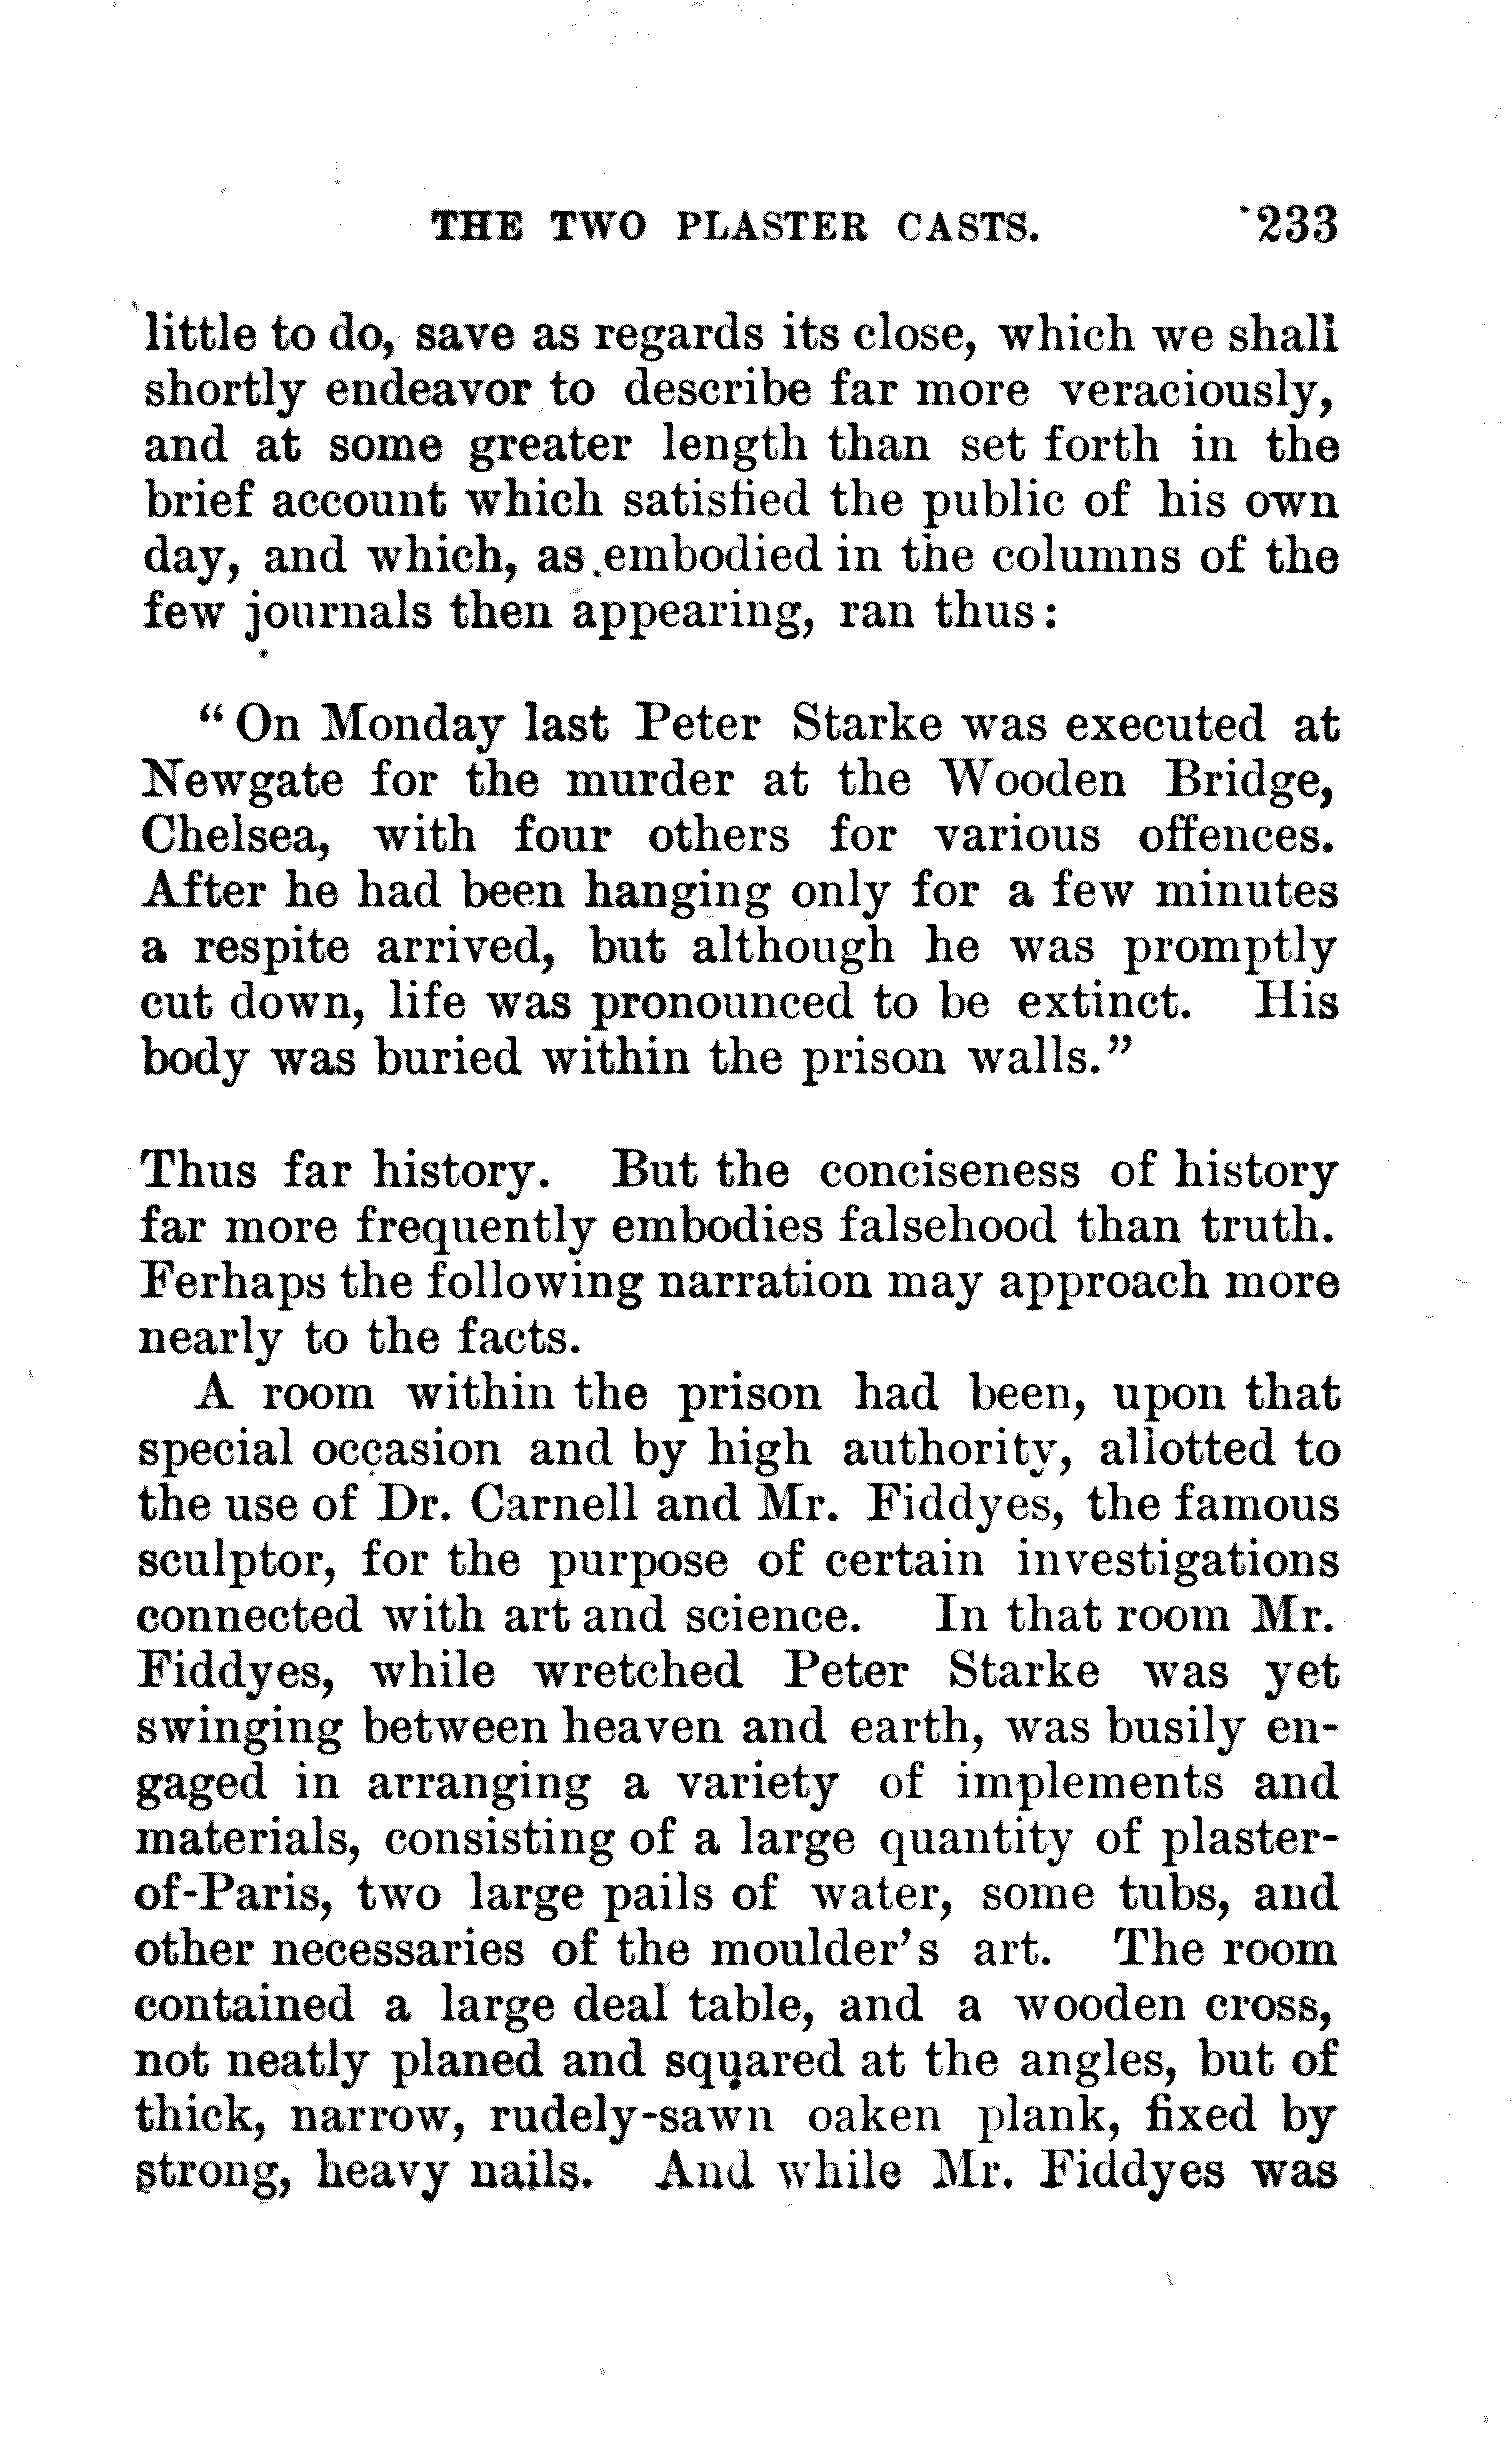 THE TWO PLASTER CASTS. 233
little to do, save as regards its close, which we shall
shortly endeavor to describe far more veraciously,
and at some greater length than set forth in the
brief account which satisfied the public of his own
day, and which, as embodied in the columns of the
few journals then appearing, ran thus:
"On Monday last Peter Starke was executed at
Newgate for the murder at the Wooden Bridge,
Chelsea, with four others for various offences.
After he had been hanging only for a few minutes
a respite arrived, but although he was promptly
cut down, life was pronounced to be extinct. His
body was buried within the prison walls."
Thus far history. But the conciseness of history
far more frequently embodies falsehood than truth.
Ferhaps the following narration may approach more
nearly to the facts.
A room within the prison had been, upon that
special occasion and by high authority, allotted to
the use of Dr. Carnell and Mr. Fiddyes, the famous
sculptor, for the purpose of certain investigations
connected with art and science. In that room Mr.
Fiddyes, while wretched Peter Starke was yet
swinging between heaven and earth, was busily en-
gaged in arranging a variety of implements and
materials, consisting of a large quantity of plaster-
of-Paris, two large pails of water, some tubs, and
other necessaries of the moulder's art. The room
contained a large deal table, and a wooden cross,
not neatly planed and squared at the angles, but of
thick, narrow, rudely-sawn oaken plank, fixed by
strong, heavy nails. And while Mr. Fiddyes was